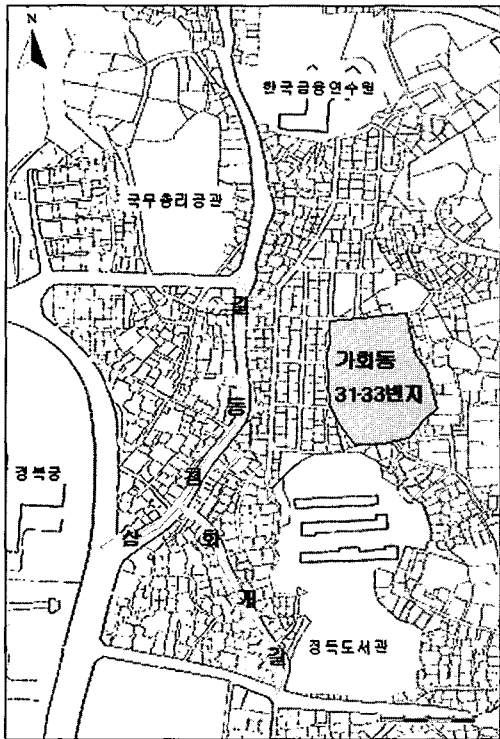 N
한국금융연수원
국무총리공관
가회동
31·33번지
경복궁
삼청동길
화개길
정독도서관